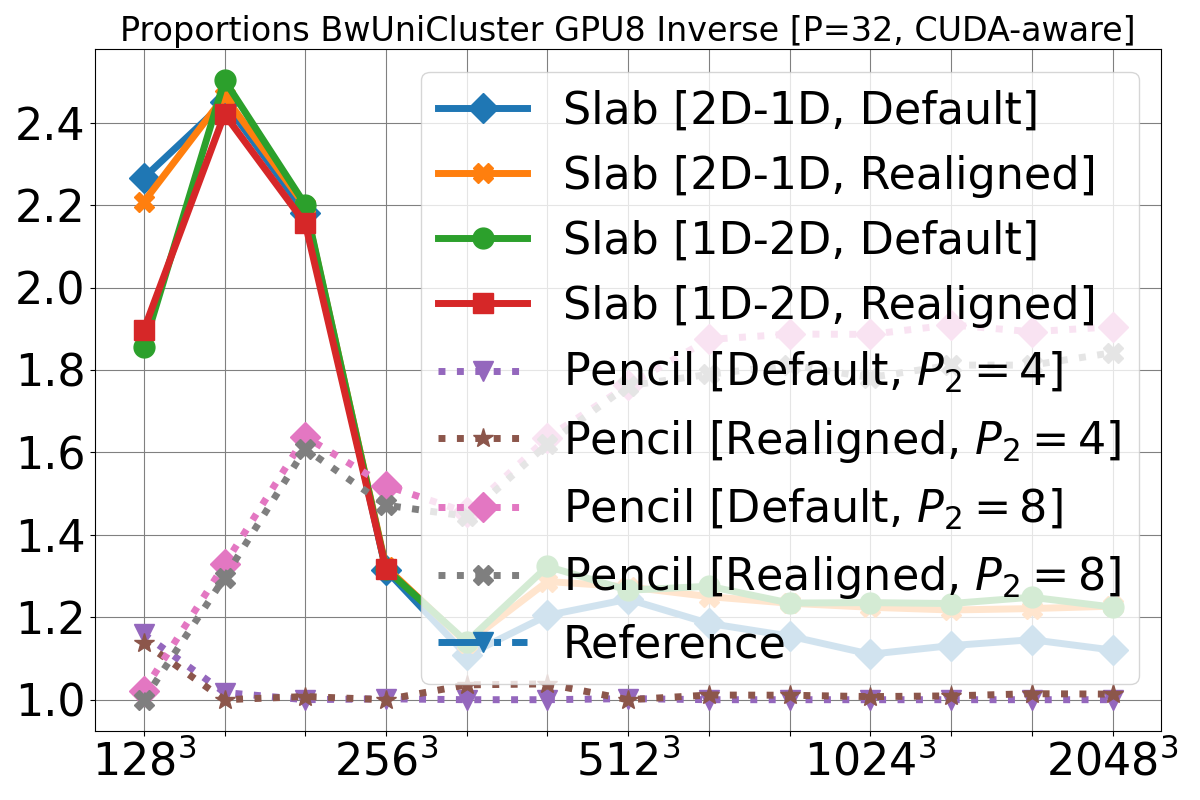 Proportions BwUniCluster GPU8 Inverse [P=32, CUDA-aware]
2.4
2.2
2.0
1.8
1.6
1.4
1.2
1.0
Slab [2D-1D, Default]
Slab [2D-1D, Realigned]
Slab [1D-2D, Default]
Slab [1D-2D, Realigned]
Pencil [Default, P₂ = 4]
Pencil [Realigned, P₂ = 4]
Pencil [Default, P₂ = 8]
Pencil [Realigned, P₂ = 8]
Reference
128³ 256³ 512³ 1024³ 2048³